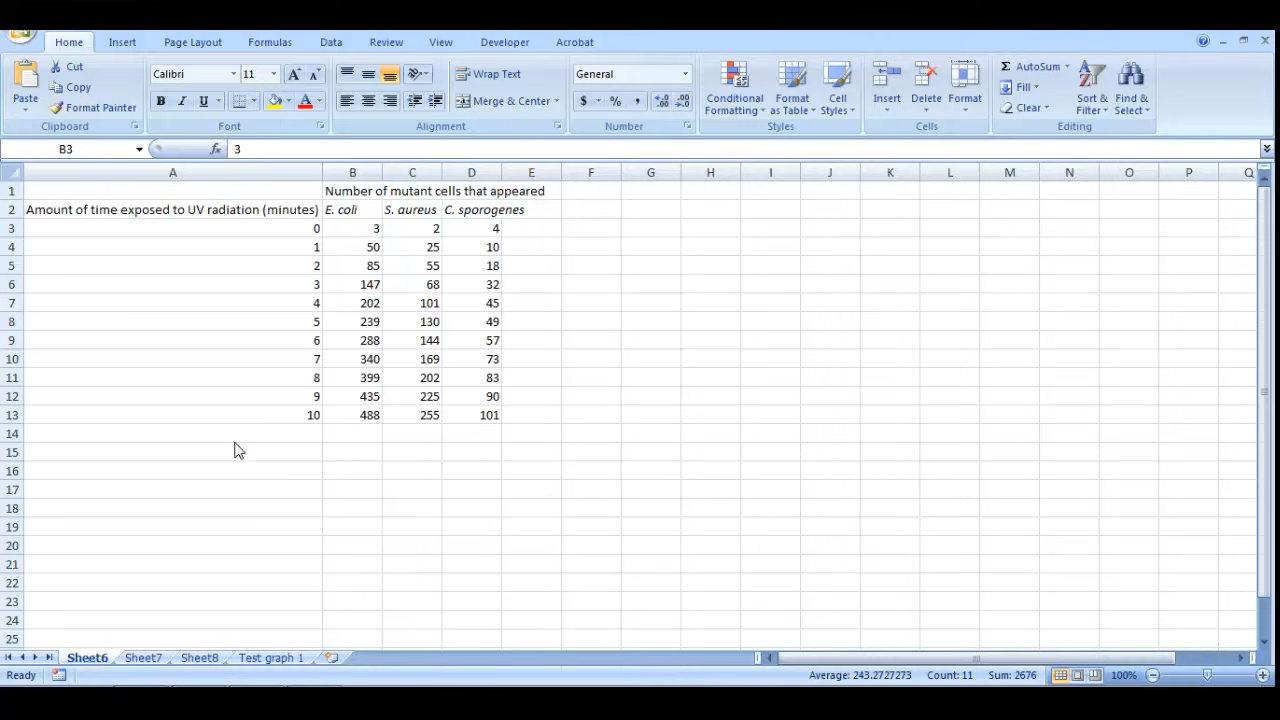 Home Insert Page Layout Formulas Data Review View Developer Acrobat
Cut
Copy
Format Painter
Paste
Clipboard
Calibri 11
Font
Wrap Text
Merge & Center
Alignment
General
$ % ,
Number
Conditional Formatting
Format as Table
Cell Styles
Styles
Insert Delete Format
Cells
AutoSum
Fill
Clear
Sort & Filter
Find & Select
Editing
B3 fx 3
A B C D E F G H I J K L M N O P Q
1 Number of mutant cells that appeared
2 Amount of time exposed to UV radiation (minutes) E. coli S. aureus C. sporogenes
3 0 3 2 4
4 1 50 25 10
5 2 85 55 18
6 3 147 68 32
7 4 202 101 45
8 5 239 130 49
9 6 288 144 57
10 7 340 169 73
11 8 399 202 83
12 9 435 225 90
13 10 488 255 101
14
15
16
17
18
19
20
21
22
23
24
25
Sheet6 Sheet7 Sheet8 Test graph 1
Ready Average: 243.2727273 Count: 11 Sum: 2676 100%